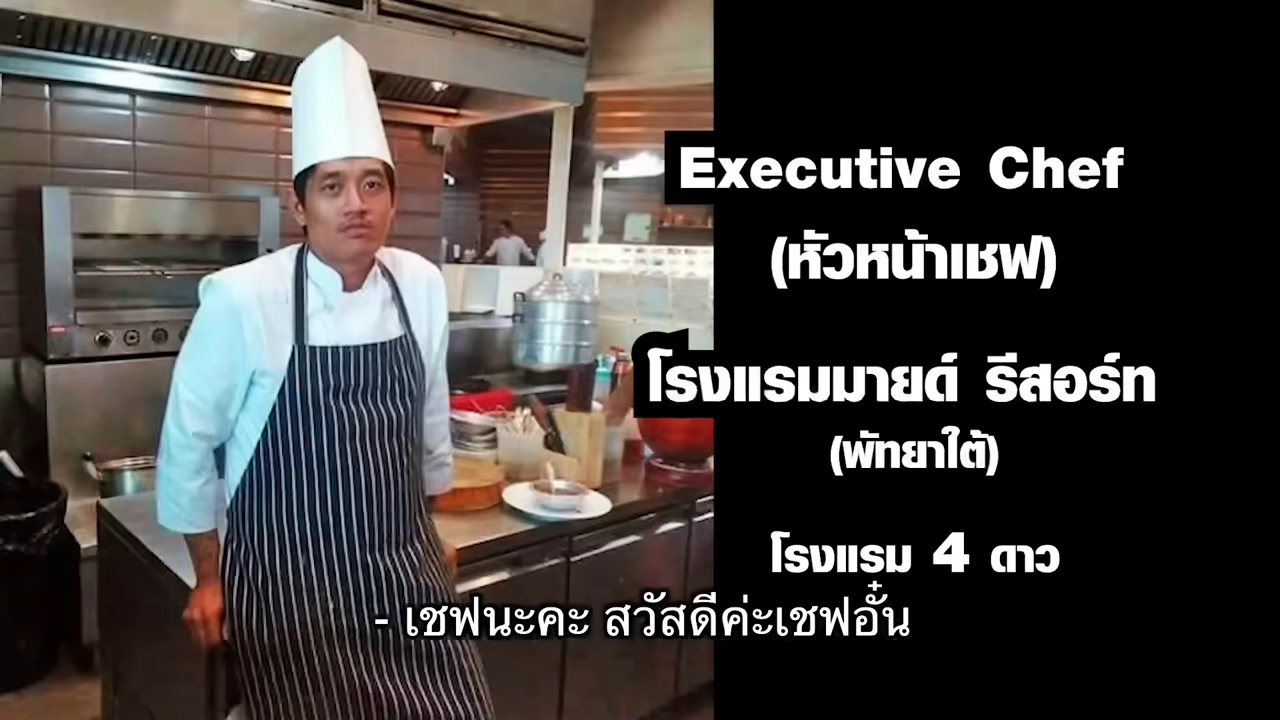 Executive Chef
(หัวหน้าเชฟ)
โรงแรมมายด์ รีสอร์ท
(พัทยาใต้)
โรงแรม 4 ดาว
- เชฟนะคะ สวัสดีค่ะเชฟอั๋น